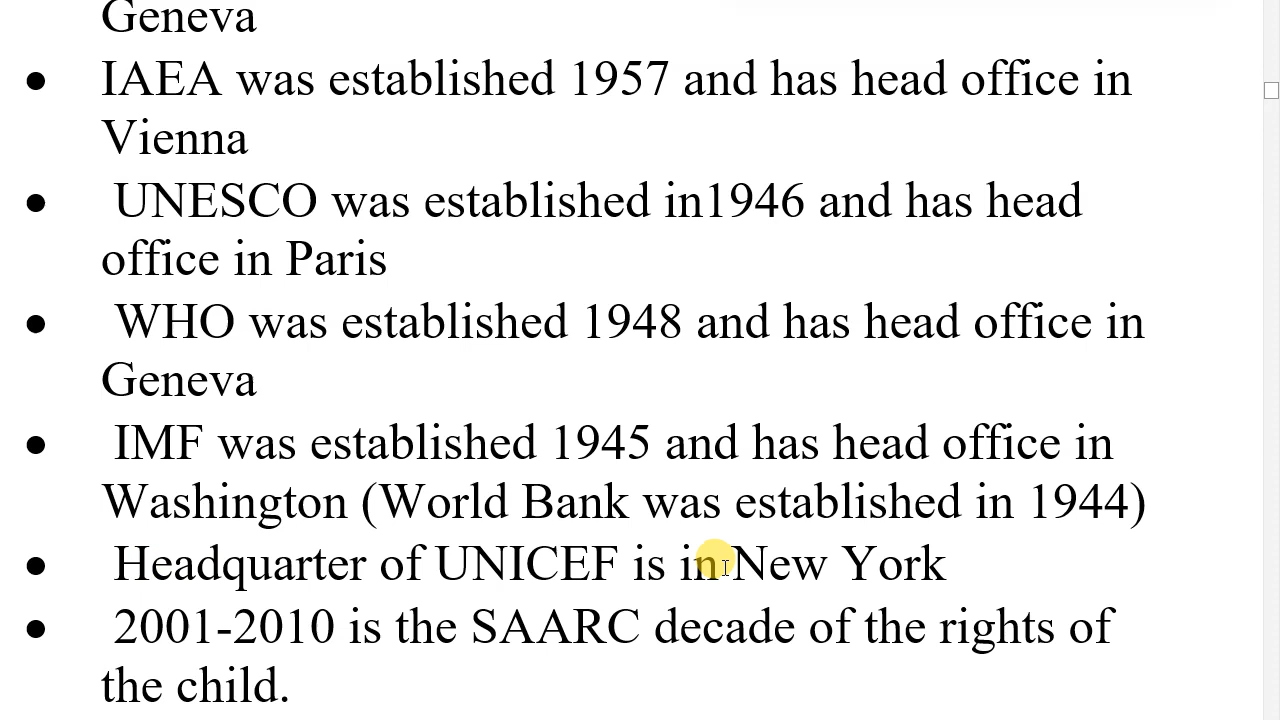 Geneva
• IAEA was established 1957 and has head office in
Vienna
• UNESCO was established in1946 and has head
office in Paris
• WHO was established 1948 and has head office in
Geneva
• IMF was established 1945 and has head office in
Washington (World Bank was established in 1944)
• Headquarter of UNICEF is in New York
• 2001-2010 is the SAARC decade of the rights of
the child.